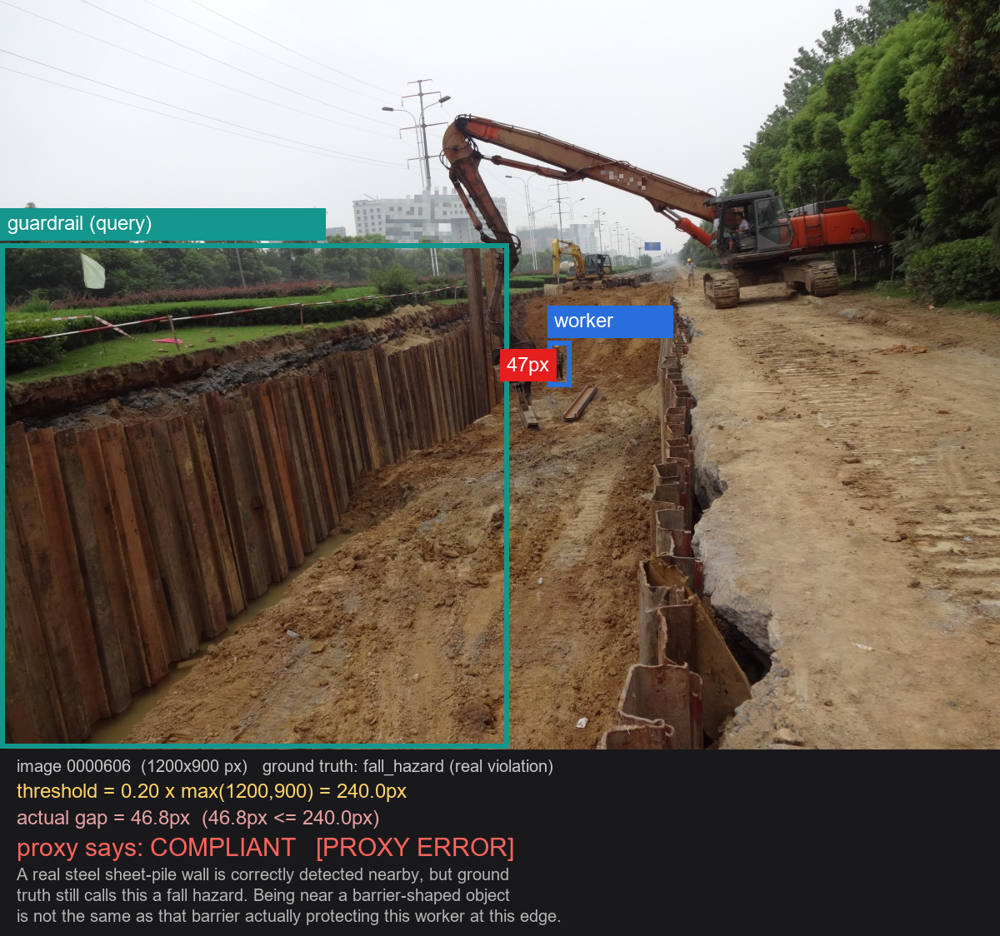 guardrail (query)
worker
47px
image 0000606 (1200x900 px) ground truth: fall_hazard (real violation)
threshold = 0.20 x max(1200,900) = 240.0px
actual gap = 46.8px (46.8px <= 240.0px)
proxy says: COMPLIANT [PROXY ERROR]
A real steel sheet-pile wall is correctly detected nearby, but ground
truth still calls this a fall hazard. Being near a barrier-shaped object
is not the same as that barrier actually protecting this worker at this edge.